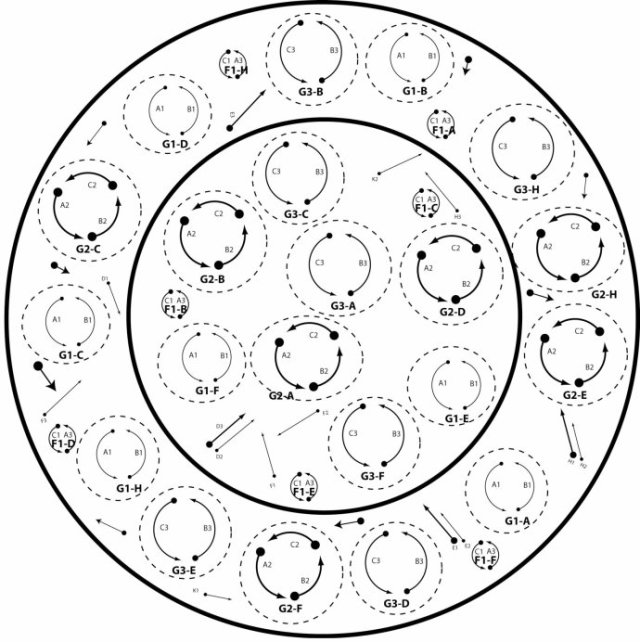 C1 A3
F1-H
C3 B3
G3-B
A1 B1
G1-B
A1 B1
G1-D
E3
C1 A3
F1-A
C3 B3
G3-H
C3 B3
G3-C
K2
C1 A3
F1-C
H3
C2
A2
B2
G2-C
C2
A2
B2
G2-B
C3 B3
G3-A
C2
A2
B2
G2-D
C2
A2
B2
G2-H
D1
C1 A3
F1-B
A1 B1
G1-C
A1 B1
G1-F
C2
A2
B2
G2-A
A1 B1
G1-E
C2
A2
B2
G2-E
C1 A3
F1-D
D3
D2
C3 B3
G3-F
A1 B1
G1-H
C1 A3
F1-E
H1
H2
A1 B1
G1-A
C3 B3
G3-E
C2
A2
B2
G2-F
C3 B3
G3-D
E1
E2
C1 A3
F1-F